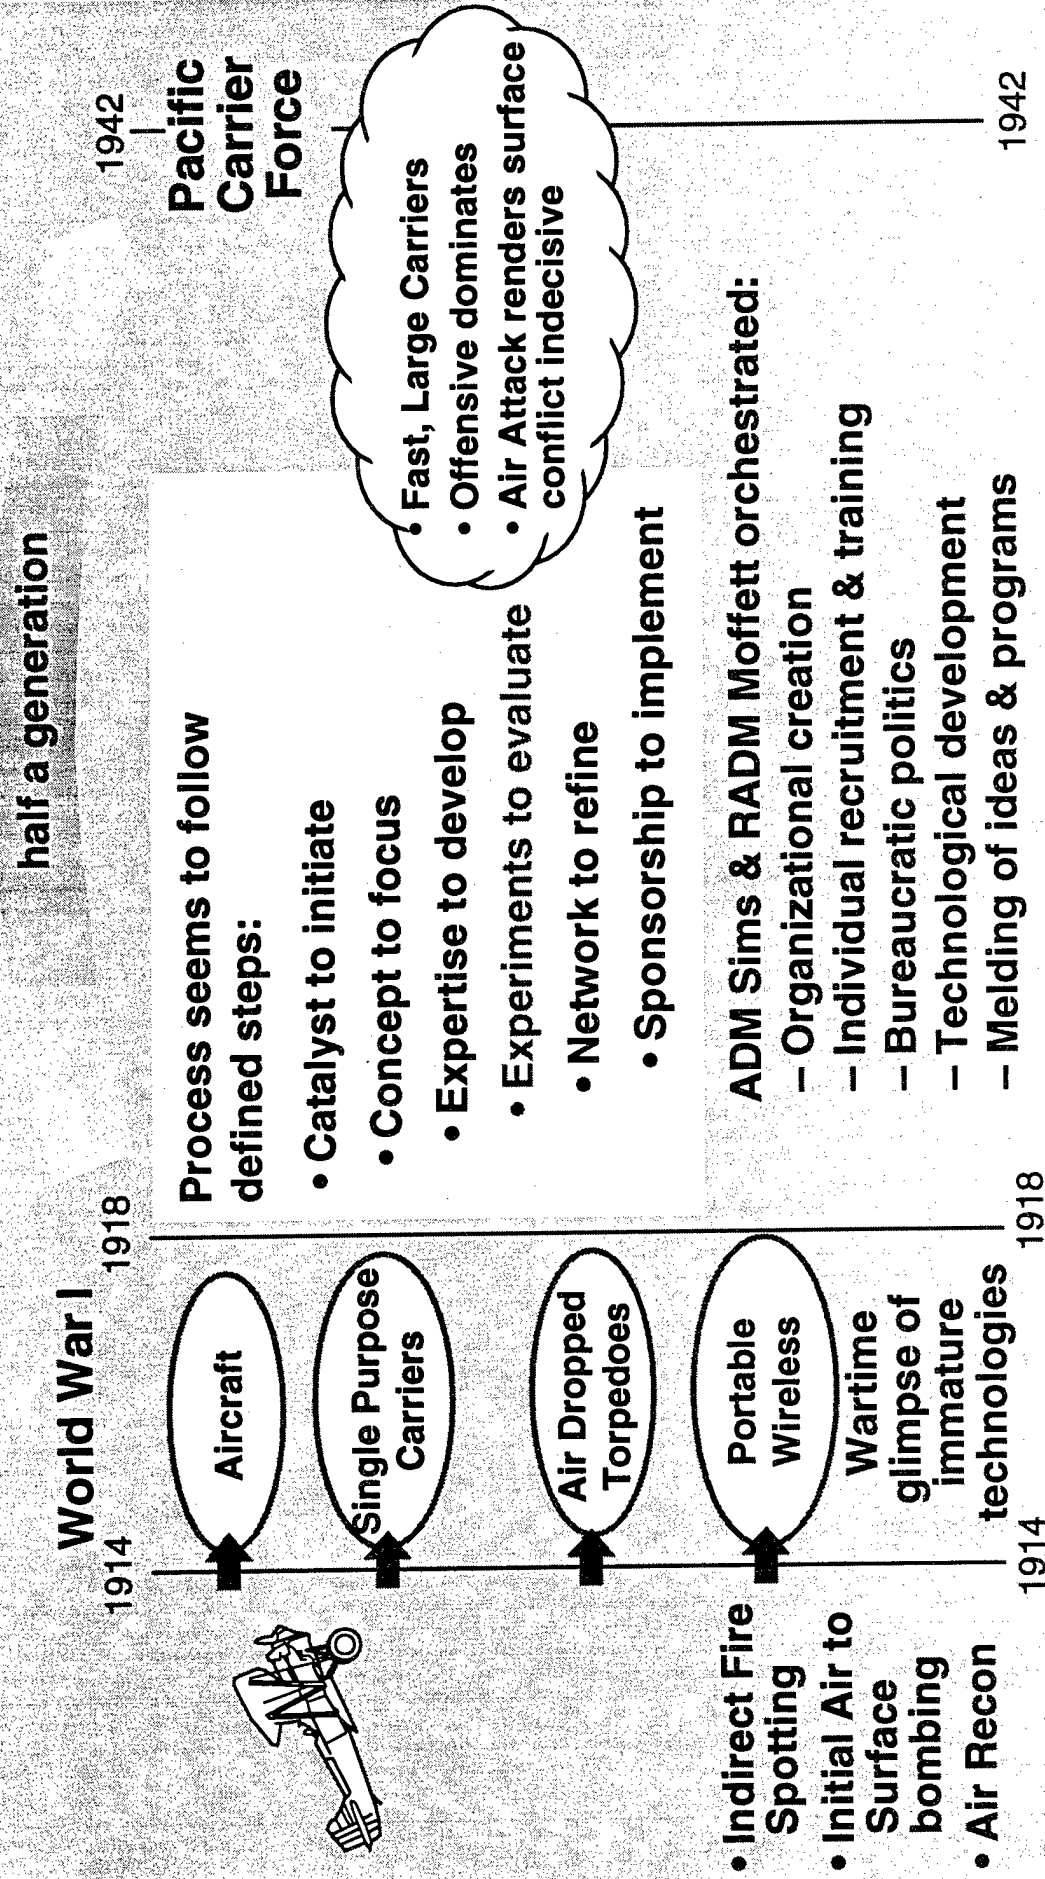 half a generation
World War I
1914
1918
1942
Pacific
Carrier
Force
Aircraft
Single Purpose
Carriers
Air Dropped
Torpedoes
Portable
Wireless
Wartime
glimpse of
immature
technologies
• Indirect Fire
Spotting
• Initial Air to
Surface
bombing
• Air Recon
Process seems to follow
defined steps:
• Catalyst to initiate
• Concept to focus
• Expertise to develop
• Experiments to evaluate
• Network to refine
• Sponsorship to implement
• Fast, Large Carriers
• Offensive dominates
• Air Attack renders surface
conflict indecisive
ADM Sims & RADM Moffett orchestrated:
– Organizational creation
– Individual recruitment & training
– Bureaucratic politics
– Technological development
– Melding of ideas & programs
1914
1918
1942